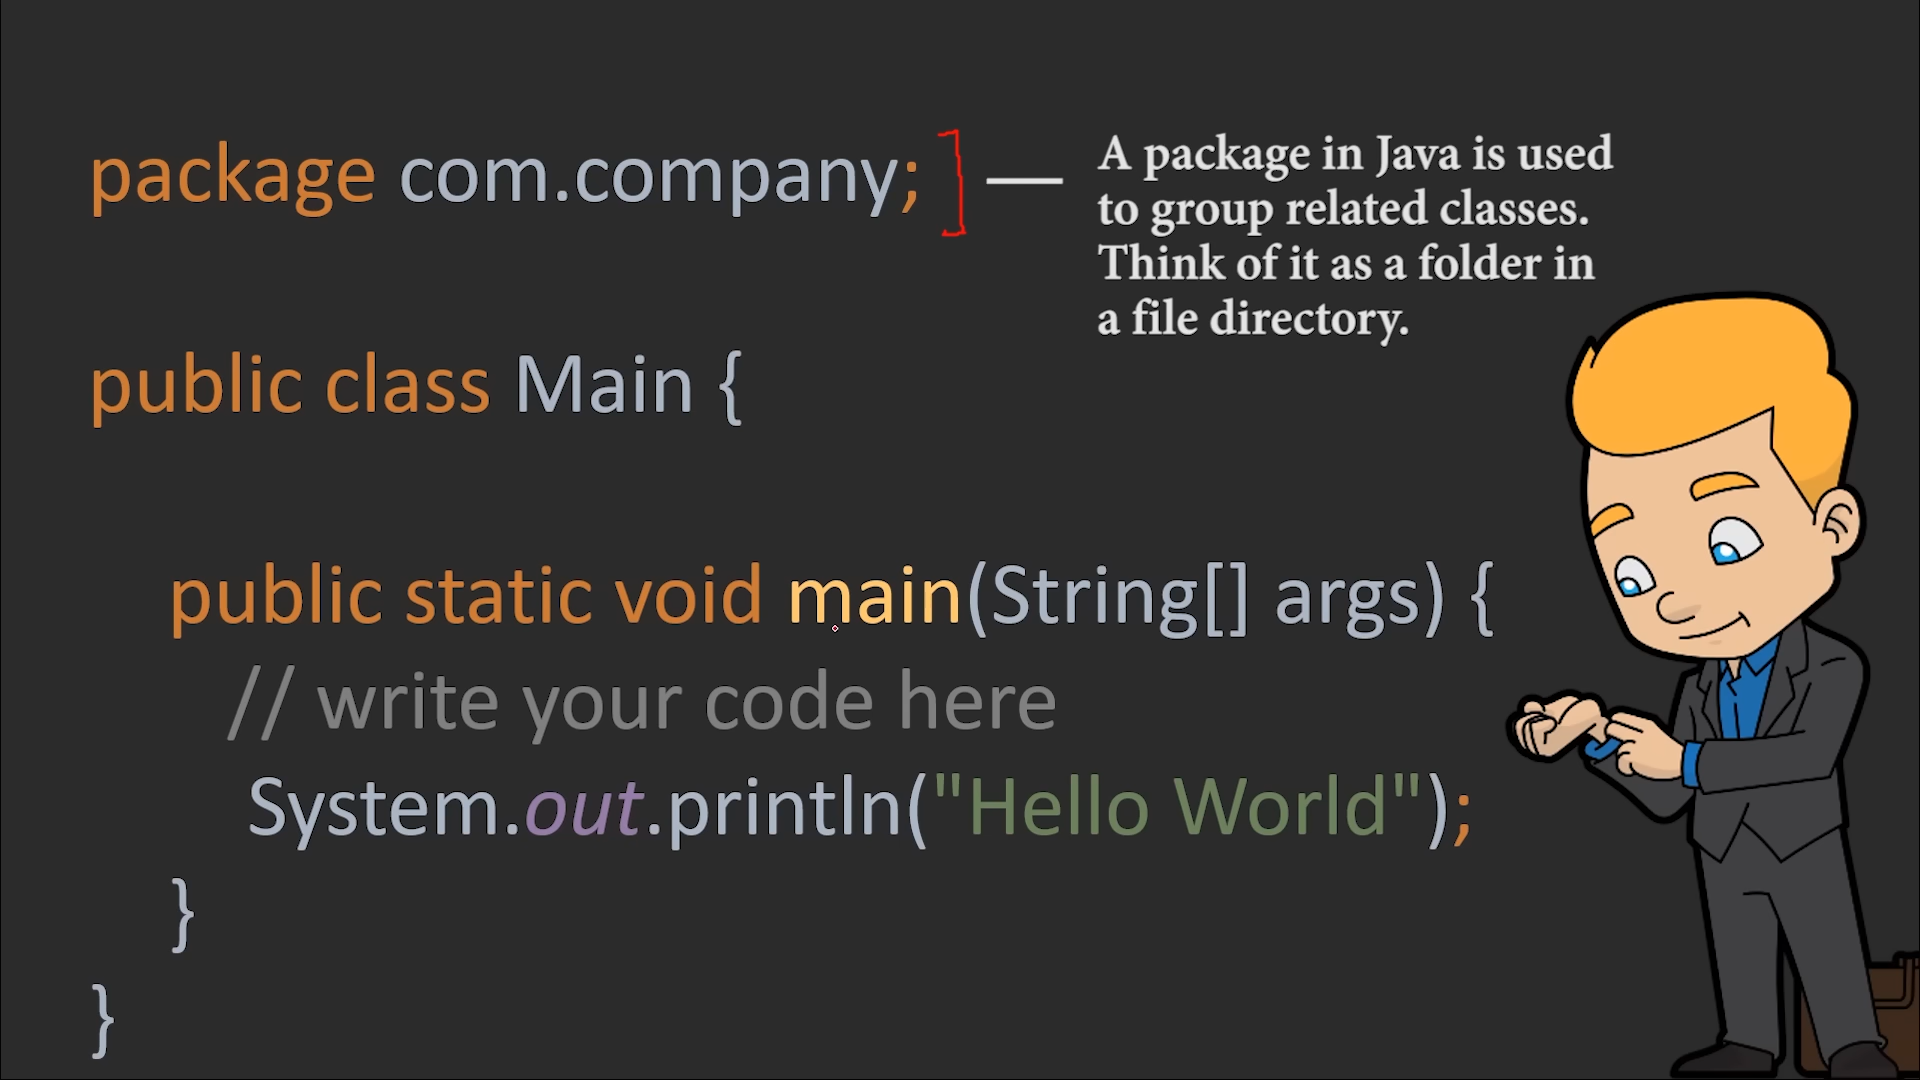 package com.company;
A package in Java is used
to group related classes.
Think of it as a folder in
a file directory.
public class Main {
public static void main(String[] args) {
// write your code here
System.out.println("Hello World");
}
}